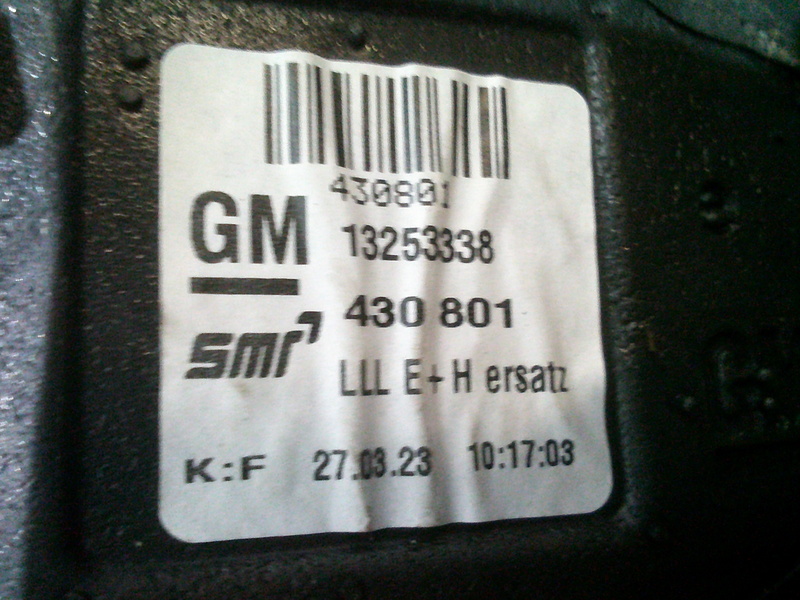 430801
GM
13253338
430 801
smr
LLL E+H ersatz
K:F 27.03.23 10:17:03